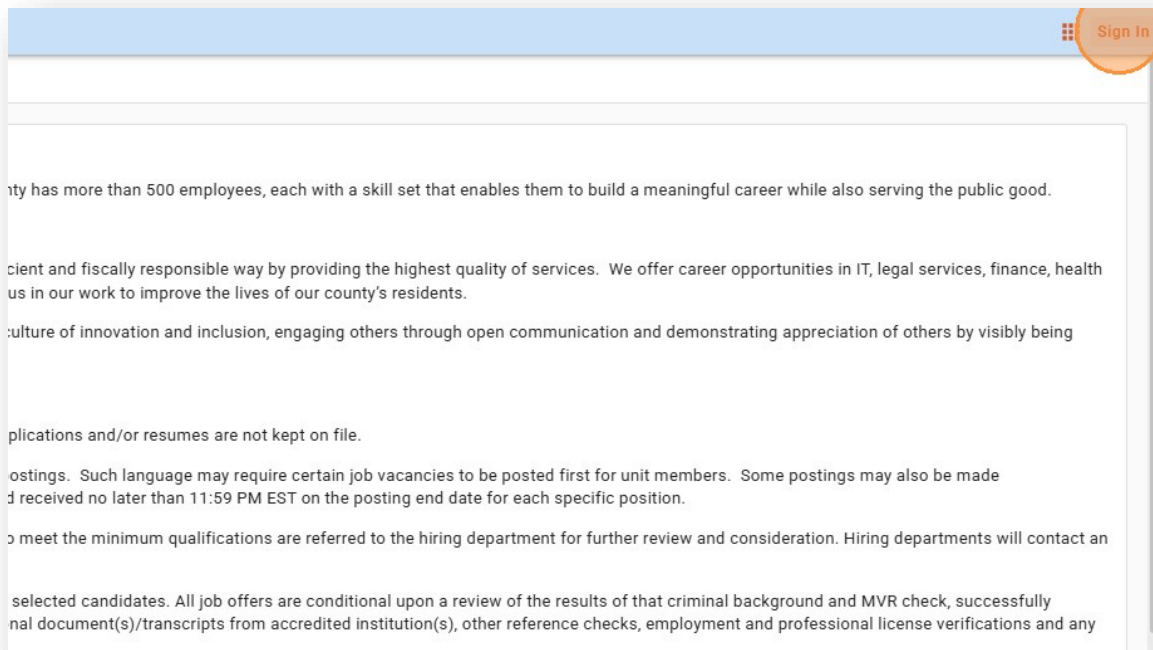 Sign In
has more than 500 employees, each with a skill set that enables them to build a meaningful career while also serving the public good.
and fiscally responsible way by providing the highest quality of services. We offer career opportunities in IT, legal services, finance, health
us in our work to improve the lives of our county's residents.
culture of innovation and inclusion, engaging others through open communication and demonstrating appreciation of others by visibly being
plications and/or resumes are not kept on file.
ostings. Such language may require certain job vacancies to be posted first for unit members. Some postings may also be made
received no later than 11:59 PM EST on the posting end date for each specific position.
meet the minimum qualifications are referred to the hiring department for further review and consideration. Hiring departments will contact an
selected candidates. All job offers are conditional upon a review of the results of that criminal background and MVR check, successfully
nal document(s)/transcripts from accredited institution(s), other reference checks, employment and professional license verifications and any